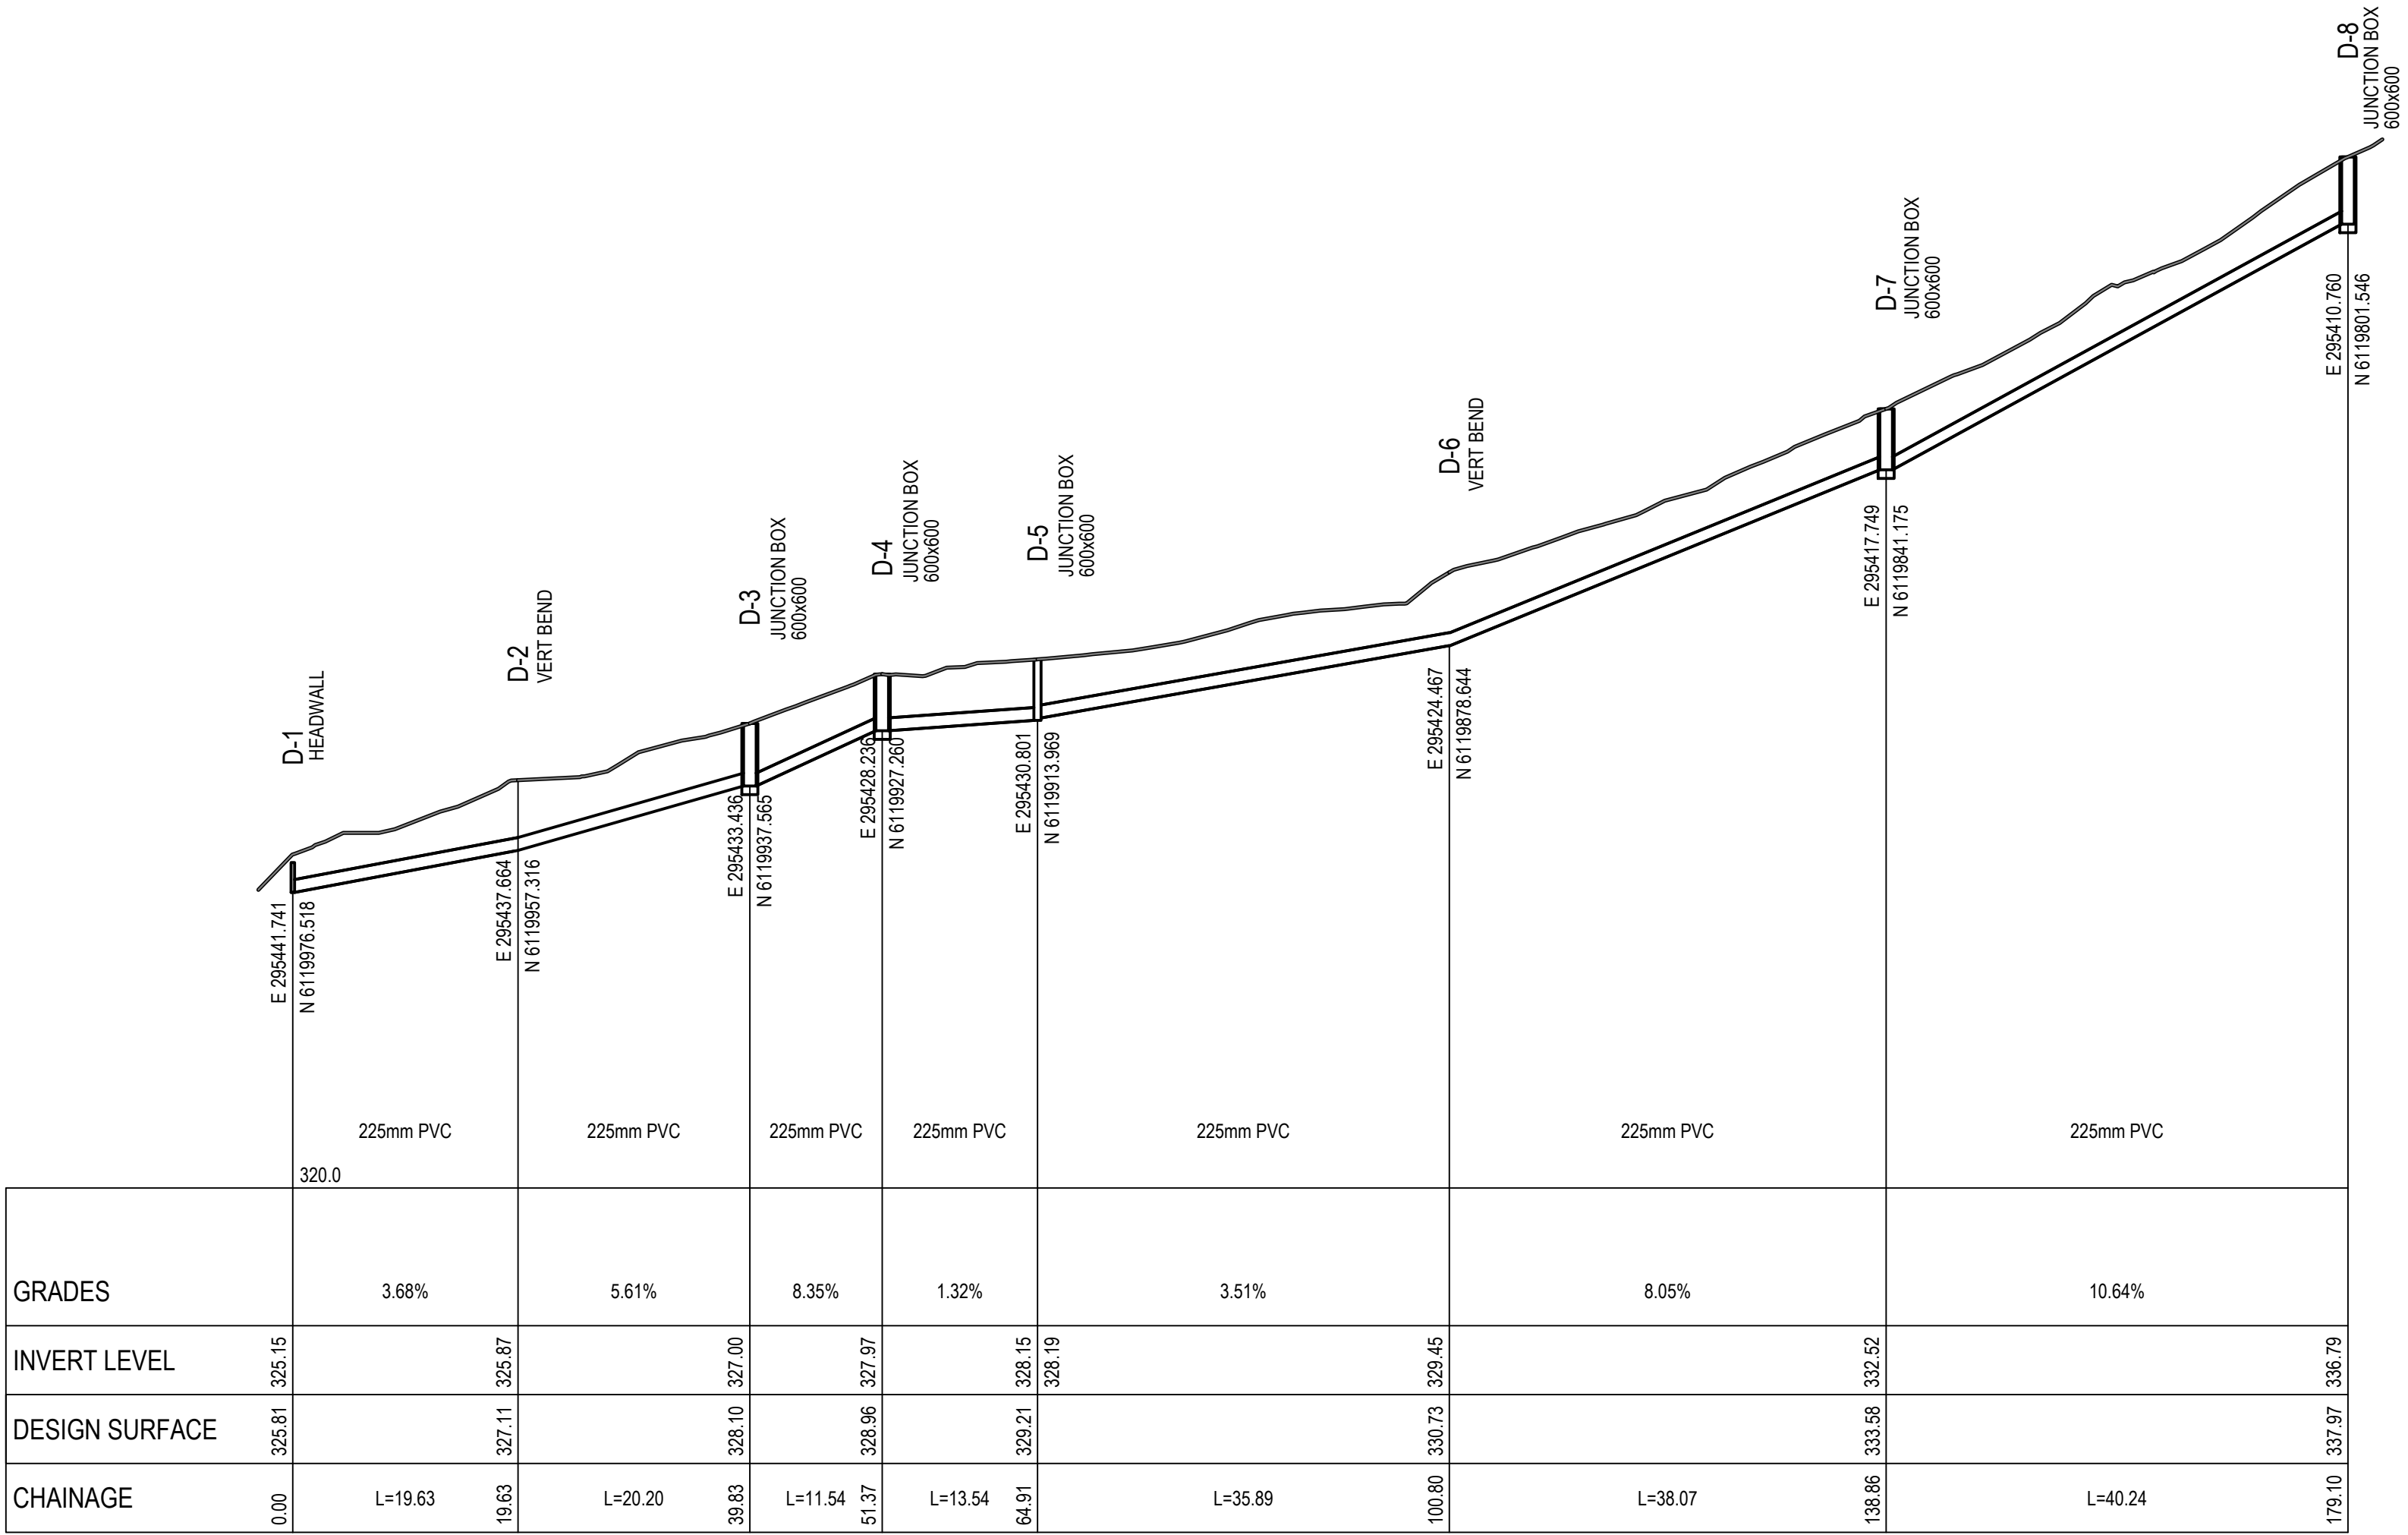 D-1
HEADWALL
D-2
VERT BEND
D-3
JUNCTION BOX
600x600
D-4
JUNCTION BOX
600x600
D-5
JUNCTION BOX
600x600
D-6
VERT BEND
D-7
JUNCTION BOX
600x600
D-8
JUNCTION BOX
600x600
E 295441.741
N 6119976.518
E 295437.664
N 6119957.316
E 295433.436
N 6119937.565
E 295428.236
N 6119927.260
E 295430.801
N 6119913.969
E 295424.467
N 6119878.644
E 295417.749
N 6119841.175
E 295410.760
N 6119801.546
225mm PVC
225mm PVC
225mm PVC
225mm PVC
225mm PVC
225mm PVC
225mm PVC
320.0
GRADES
3.68%
5.61%
8.35%
1.32%
3.51%
8.05%
10.64%
INVERT LEVEL
325.15
325.87
327.00
327.97
328.15
328.19
329.45
332.52
336.79
DESIGN SURFACE
325.81
327.11
328.10
328.96
329.21
330.73
333.58
337.97
CHAINAGE
0.00
L=19.63
19.63
L=20.20
39.83
L=11.54
51.37
L=13.54
64.91
L=35.89
100.80
L=38.07
138.86
L=40.24
179.10